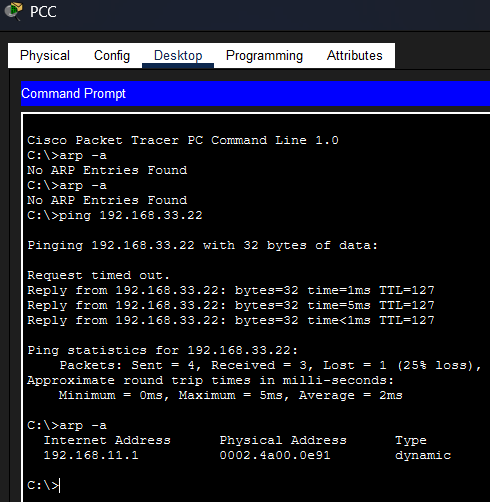 PCC
Physical Config Desktop Programming Attributes
Command Prompt
Cisco Packet Tracer PC Command Line 1.0
C:\>arp -a
No ARP Entries Found
C:\>arp -a
No ARP Entries Found
C:\>ping 192.168.33.22
Pinging 192.168.33.22 with 32 bytes of data:
Request timed out.
Reply from 192.168.33.22: bytes=32 time=1ms TTL=127
Reply from 192.168.33.22: bytes=32 time=5ms TTL=127
Reply from 192.168.33.22: bytes=32 time<1ms TTL=127
Ping statistics for 192.168.33.22:
Packets: Sent = 4, Received = 3, Lost = 1 (25% loss),
Approximate round trip times in milli-seconds:
Minimum = 0ms, Maximum = 5ms, Average = 2ms
C:\>arp -a
Internet Address Physical Address Type
192.168.11.1 0002.4a00.0e91 dynamic
C:\>